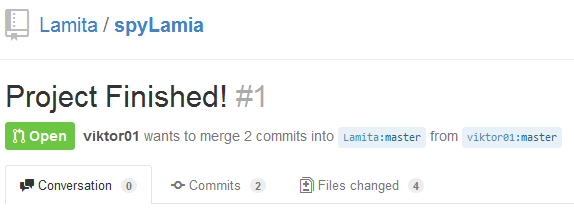 Lamita / spyLamia
Project Finished! #1
Open viktor01 wants to merge 2 commits into Lamita:master from viktor01:master
Conversation 0 Commits 2 Files changed 4